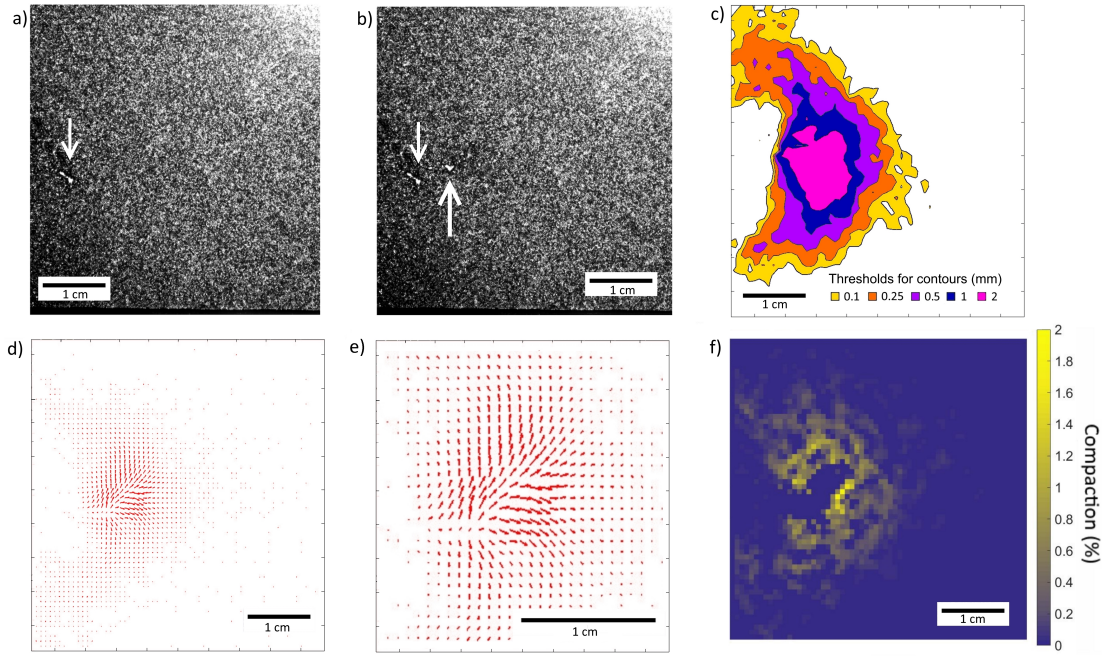 a)
b)
c)
1 cm
1 cm
Thresholds for contours (mm)
1 cm
0.1 0.25 0.5 1 2
d)
e)
f)
2
1.8
1.6
1.4
1.2
1
0.8
0.6
0.4
0.2
0
Compaction (%)
1 cm
1 cm
1 cm